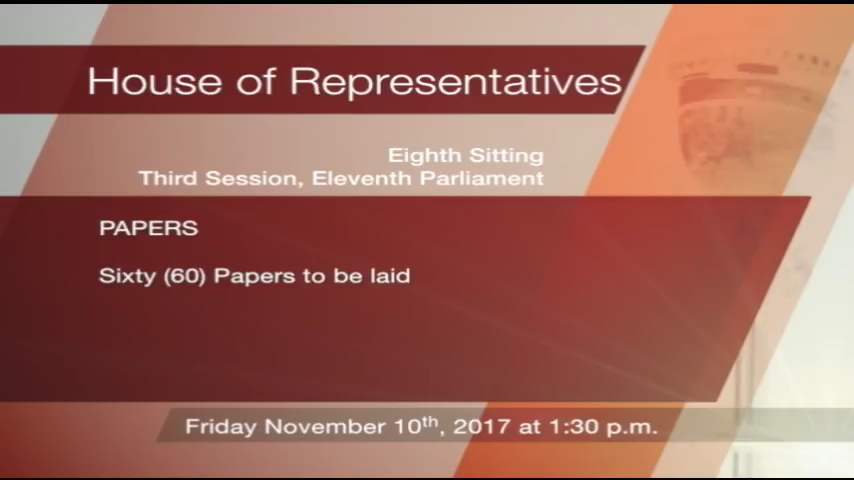 House of Representatives
Eighth Sitting
Third Session, Eleventh Parliament
PAPERS
Sixty (60) Papers to be laid
Friday November 10th, 2017 at 1:30 p.m.